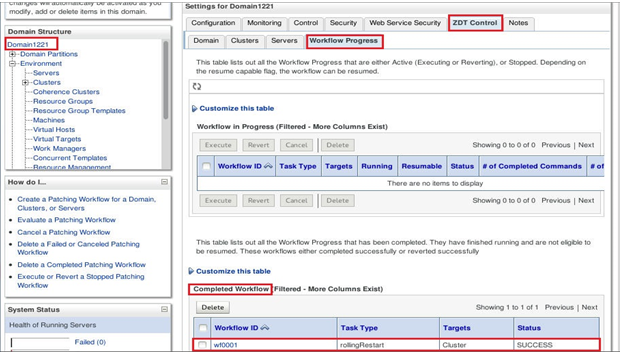 changes will automatically be activated as you
modify, add or delete items in this domain.
Domain Structure
Domain1221
Domain Partitions
Environment
Servers
Clusters
Coherence Clusters
Resource Groups
Resource Group Templates
Machines
Virtual Hosts
Virtual Targets
Work Managers
Concurrent Templates
Resource Management
How do I...
Create a Patching Workflow for a Domain,
Clusters, or Servers
Evaluate a Patching Workflow
Cancel a Patching Workflow
Delete a Failed or Canceled Patching
Workflow
Delete a Completed Patching Workflow
Execute or Revert a Stopped Patching
Workflow
System Status
Health of Running Servers
Failed (0)
Settings for Domain1221
Configuration Monitoring Control Security Web Service Security ZDT Control Notes
Domain Clusters Servers Workflow Progress
This table lists out all the Workflow Progress that are either Active (Executing or Reverting), or Stopped. Depending on
the resume capable flag, the workflow can be resumed.
Customize this table
Workflow in Progress (Filtered - More Columns Exist)
Execute Revert Cancel Delete Showing 0 to 0 of 0 Previous | Next
Workflow ID Task Type Targets Running Resumable Status # of Completed Commands # of
There are no items to display
Execute Revert Cancel Delete Showing 0 to 0 of 0 Previous | Next
This table lists out all the Workflow Progress that has been completed. They have finished running and are not eligible to
be resumed. These workflows either completed successfully or reverted successfully
Customize this table
Completed Workflow (Filtered - More Columns Exist)
Delete Showing 1 to 1 of 1 Previous | Next
Workflow ID Task Type Targets Status
wf0001 rollingRestart Cluster SUCCESS